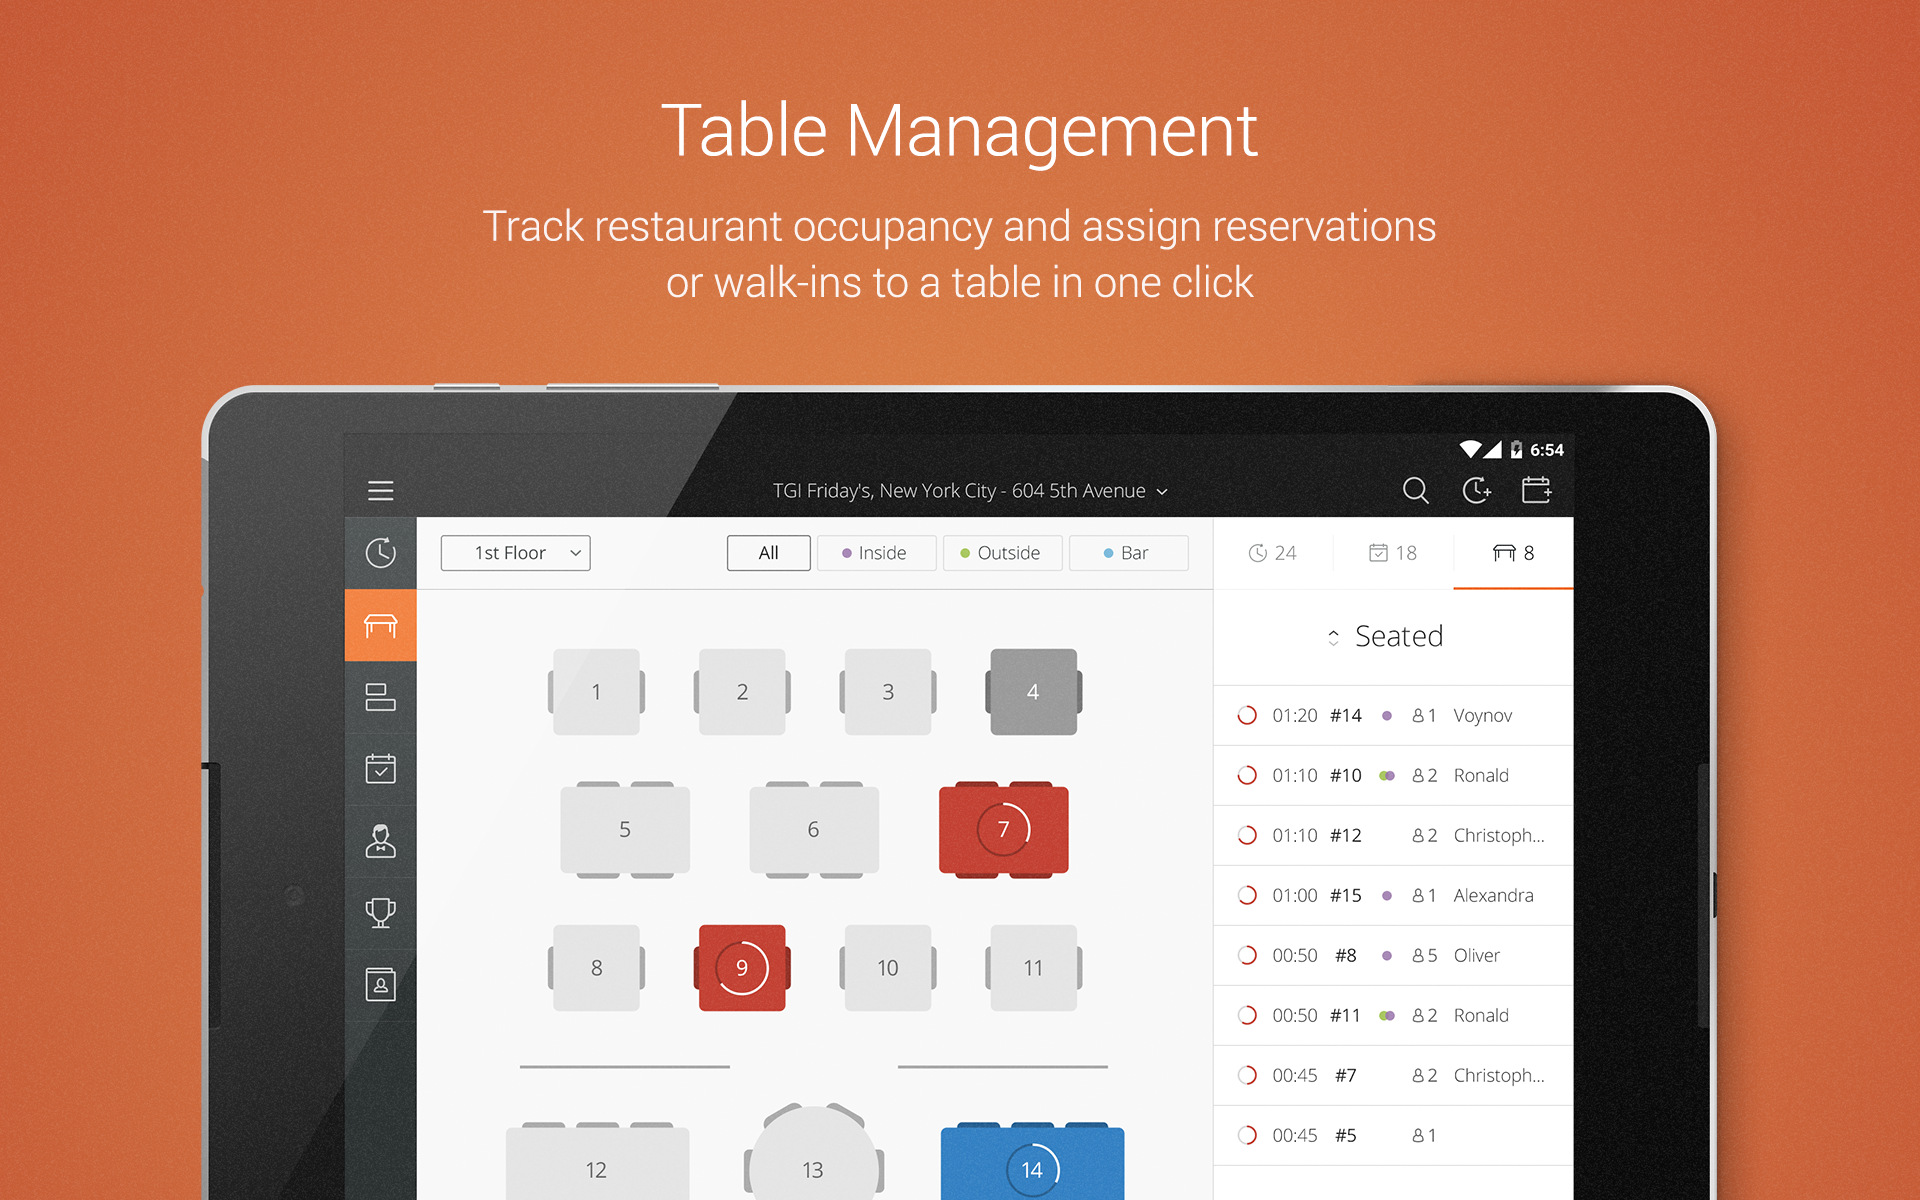 Table Management
Track restaurant occupancy and assign reservations
or walk-ins to a table in one click
6:54
TGI Friday's, New York City - 604 5th Avenue
1st Floor
All
Inside
Outside
Bar
24
18
8
1
2
3
4
5
6
7
8
9
10
11
12
13
14
Seated
01:20 #14 1 Voynov
01:10 #10 2 Ronald
01:10 #12 2 Christoph...
01:00 #15 1 Alexandra
00:50 #8 5 Oliver
00:50 #11 2 Ronald
00:45 #7 2 Christoph...
00:45 #5 1